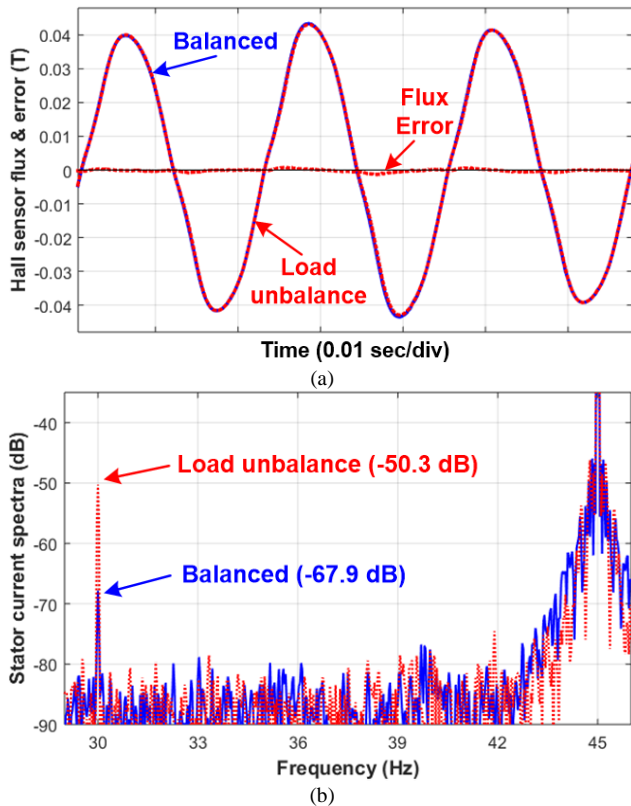 Hall sensor flux & error (T)
0.04
0.03
0.02
0.01
0
-0.01
-0.02
-0.03
-0.04
Balanced
Flux
Error
Load
unbalance
Time (0.01 sec/div)
(a)
Stator current spectra (dB)
-40
-50
-60
-70
-80
-90
Load unbalance (-50.3 dB)
Balanced (-67.9 dB)
30 33 36 39 42 45
Frequency (Hz)
(b)